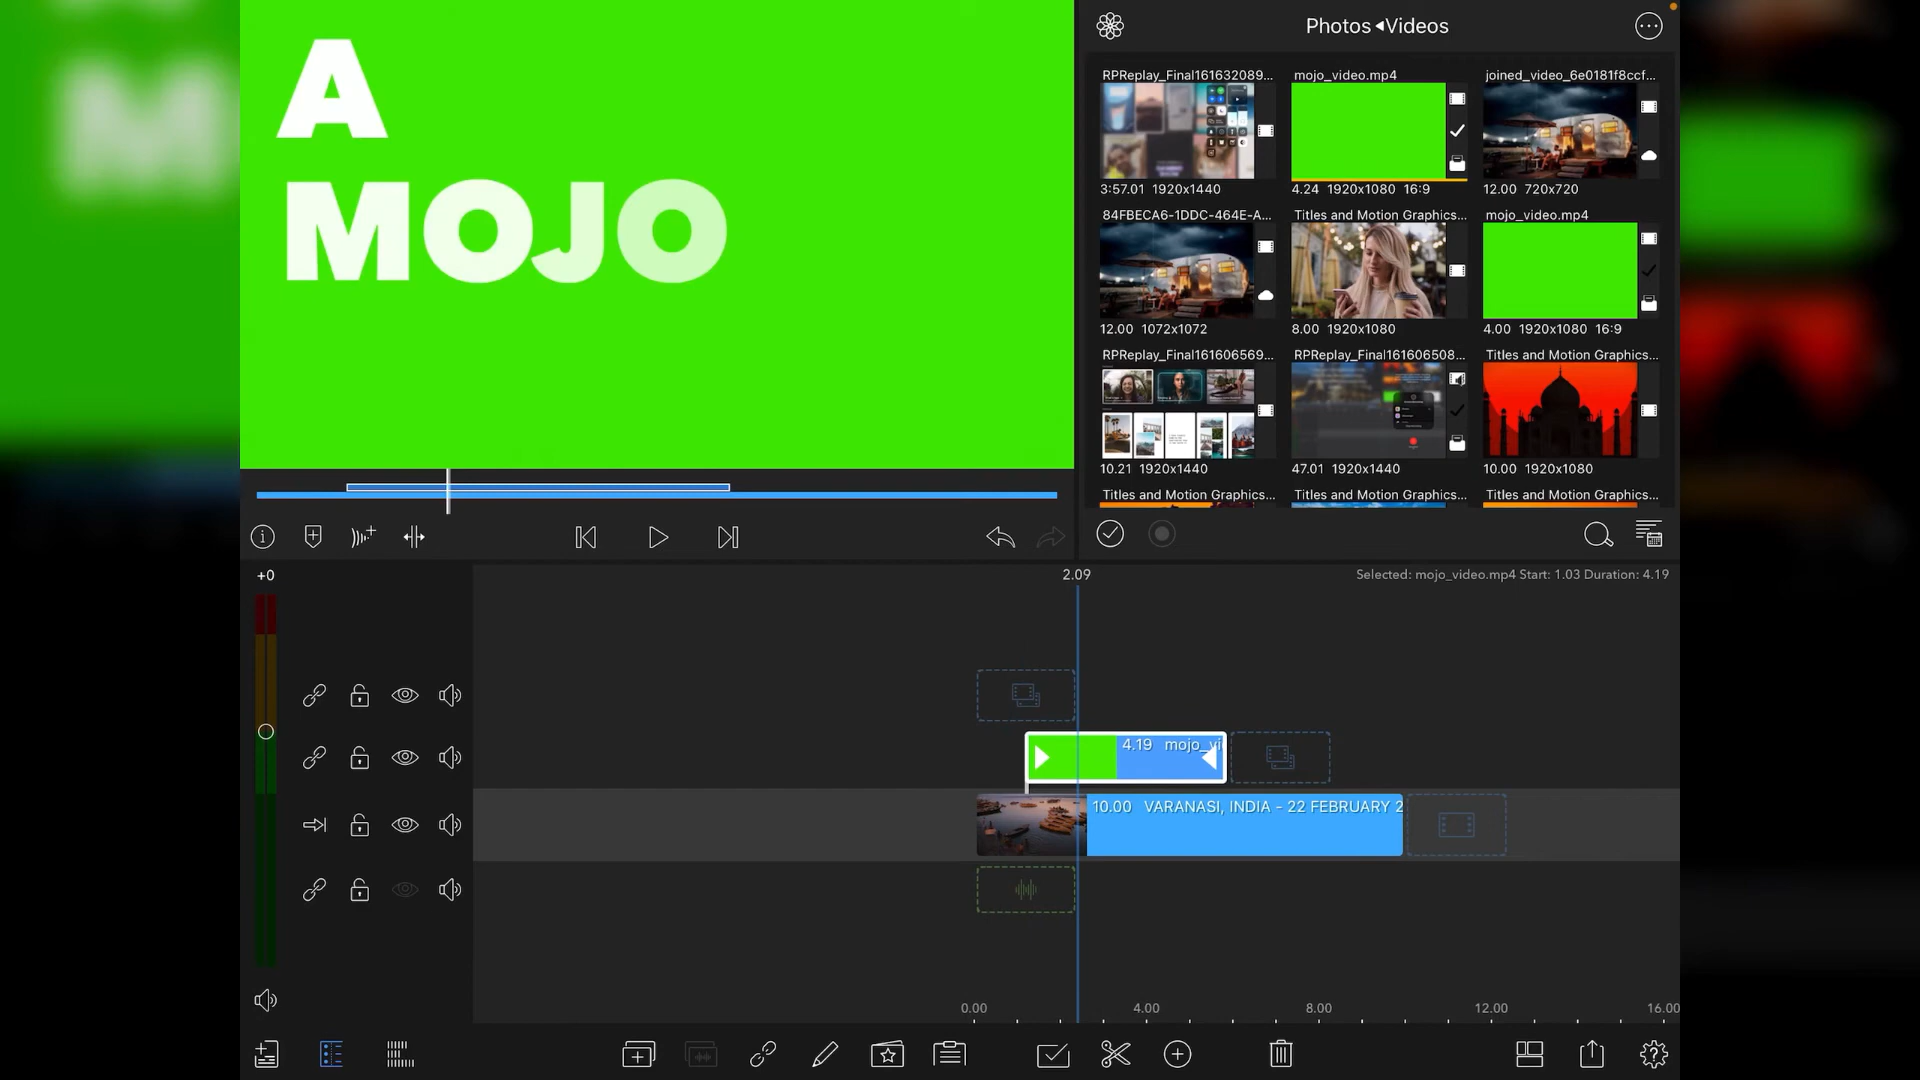 A
MOJO
Photos ◂Videos
RPReplay_Final161632089...
mojo_video.mp4
joined_video_6e0181f8ccf...
3:57.01 1920x1440
4.24 1920x1080 16:9
12.00 720x720
84FBECA6-1DDC-464E-A...
Titles and Motion Graphics...
mojo_video.mp4
12.00 1072x1072
8.00 1920x1080
4.00 1920x1080 16:9
RPReplay_Final161606569...
RPReplay_Final161606508...
Titles and Motion Graphics...
10.21 1920x1440
47.01 1920x1440
10.00 1920x1080
Titles and Motion Graphics...
Titles and Motion Graphics...
Titles and Motion Graphics...
+0
2.09
Selected: mojo_video.mp4 Start: 1.03 Duration: 4.19
4.19 mojo_vi
10.00 VARANASI, INDIA - 22 FEBRUARY 2
0.00
4.00
8.00
12.00
16.00